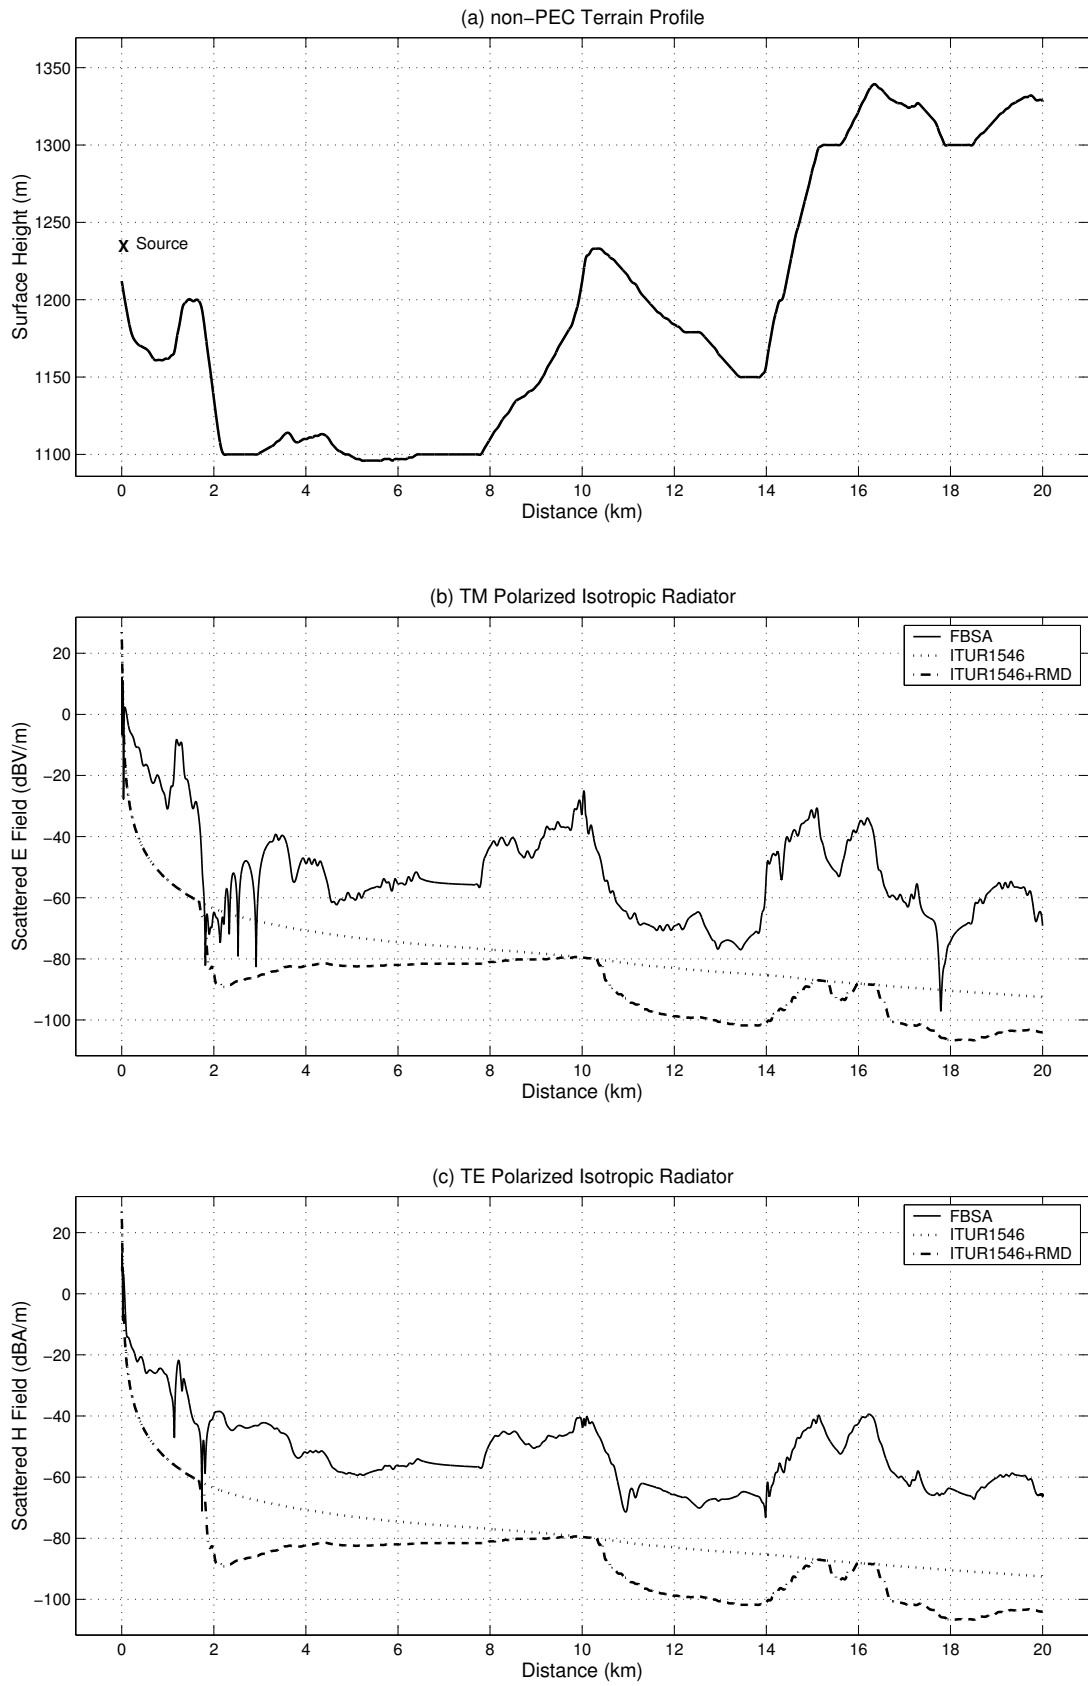 (a) non−PEC Terrain Profile
1350
1300
1250
1200
1150
1100
Surface Height (m)
x Source
0 2 4 6 8 10 12 14 16 18 20
Distance (km)
(b) TM Polarized Isotropic Radiator
20
0
−20
−40
−60
−80
−100
Scattered E Field (dBV/m)
FBSA
ITUR1546
ITUR1546+RMD
0 2 4 6 8 10 12 14 16 18 20
Distance (km)
(c) TE Polarized Isotropic Radiator
20
0
−20
−40
−60
−80
−100
Scattered H Field (dBA/m)
FBSA
ITUR1546
ITUR1546+RMD
0 2 4 6 8 10 12 14 16 18 20
Distance (km)